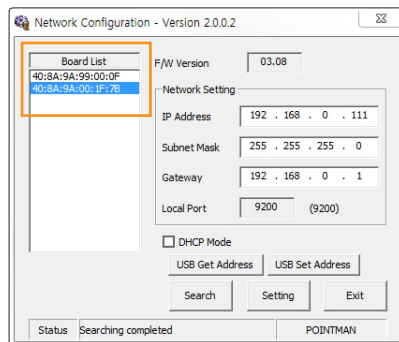 Network Configuration - Version 2.0.0.2
Board List
40:8A:9A:99:00:0F
40:8A:9A:00:1F:7B
F/W Version 03.08
Network Setting
IP Address 192 . 168 . 0 . 111
Subnet Mask 255 . 255 . 255 . 0
Gateway 192 . 168 . 0 . 1
Local Port 9200 (9200)
DHCP Mode
USB Get Address USB Set Address
Search Setting Exit
Status Searching completed POINTMAN